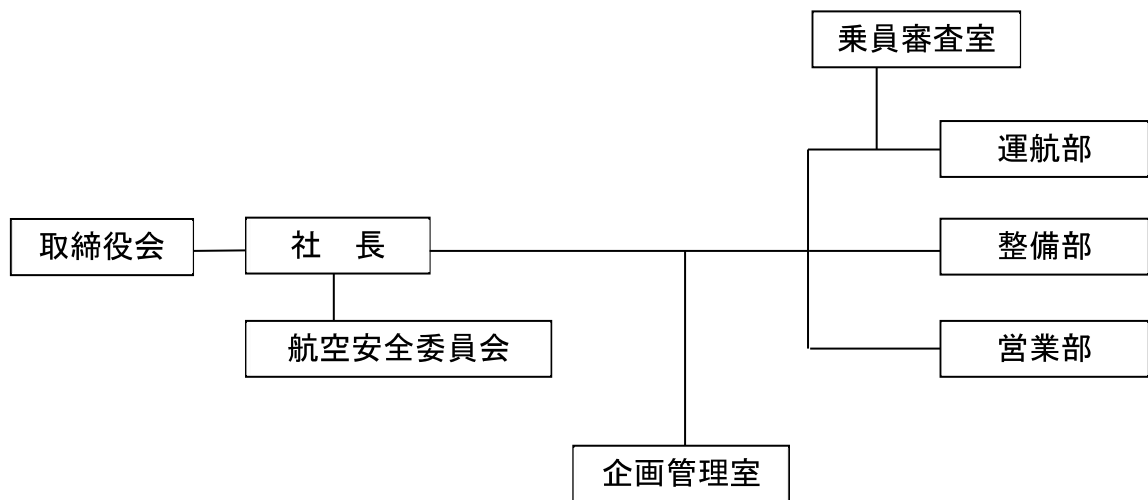 乗員審査室
運航部
取締役会
社　長
整備部
航空安全委員会
営業部
企画管理室